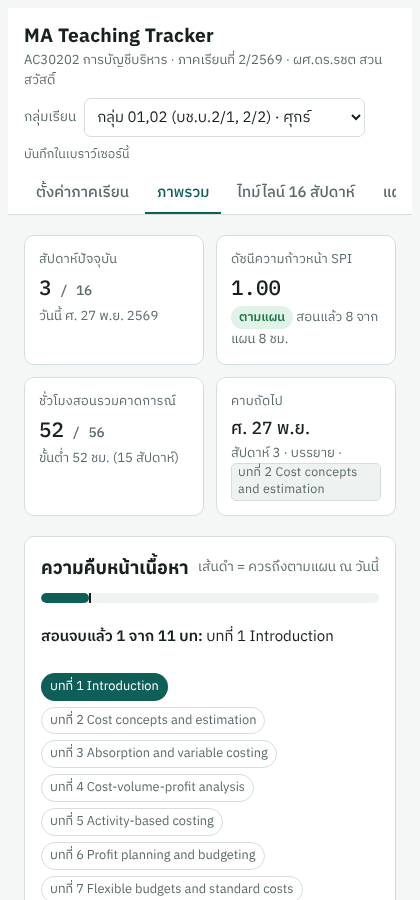 MA Teaching Tracker
AC30202 การบัญชีบริหาร · ภาคเรียนที่ 2/2569 · ผศ.ดร.รชต สวน
สวัสดิ์
กลุ่มเรียน กลุ่ม 01,02 (บช.บ.2/1, 2/2) · ศุกร์
บันทึกในเบราว์เซอร์นี้
ตั้งค่าภาคเรียน ภาพรวม ไทม์ไลน์ 16 สัปดาห์
สัปดาห์ปัจจุบัน
3 / 16
วันนี้ ศ. 27 พ.ย. 2569
ดัชนีความก้าวหน้า SPI
1.00
ตามแผน สอนแล้ว 8 จาก
แผน 8 ชม.
ชั่วโมงสอนรวมคาดการณ์
52 / 56
ขั้นต่ำ 52 ชม. (15 สัปดาห์)
คาบถัดไป
ศ. 27 พ.ย.
สัปดาห์ 3 · บรรยาย ·
บทที่ 2 Cost concepts
and estimation
ความคืบหน้าเนื้อหา เส้นดำ = ควรถึงตามแผน ณ วันนี้
สอนจบแล้ว 1 จาก 11 บท: บทที่ 1 Introduction
บทที่ 1 Introduction
บทที่ 2 Cost concepts and estimation
บทที่ 3 Absorption and variable costing
บทที่ 4 Cost-volume-profit analysis
บทที่ 5 Activity-based costing
บทที่ 6 Profit planning and budgeting
บทที่ 7 Flexible budgets and standard costs